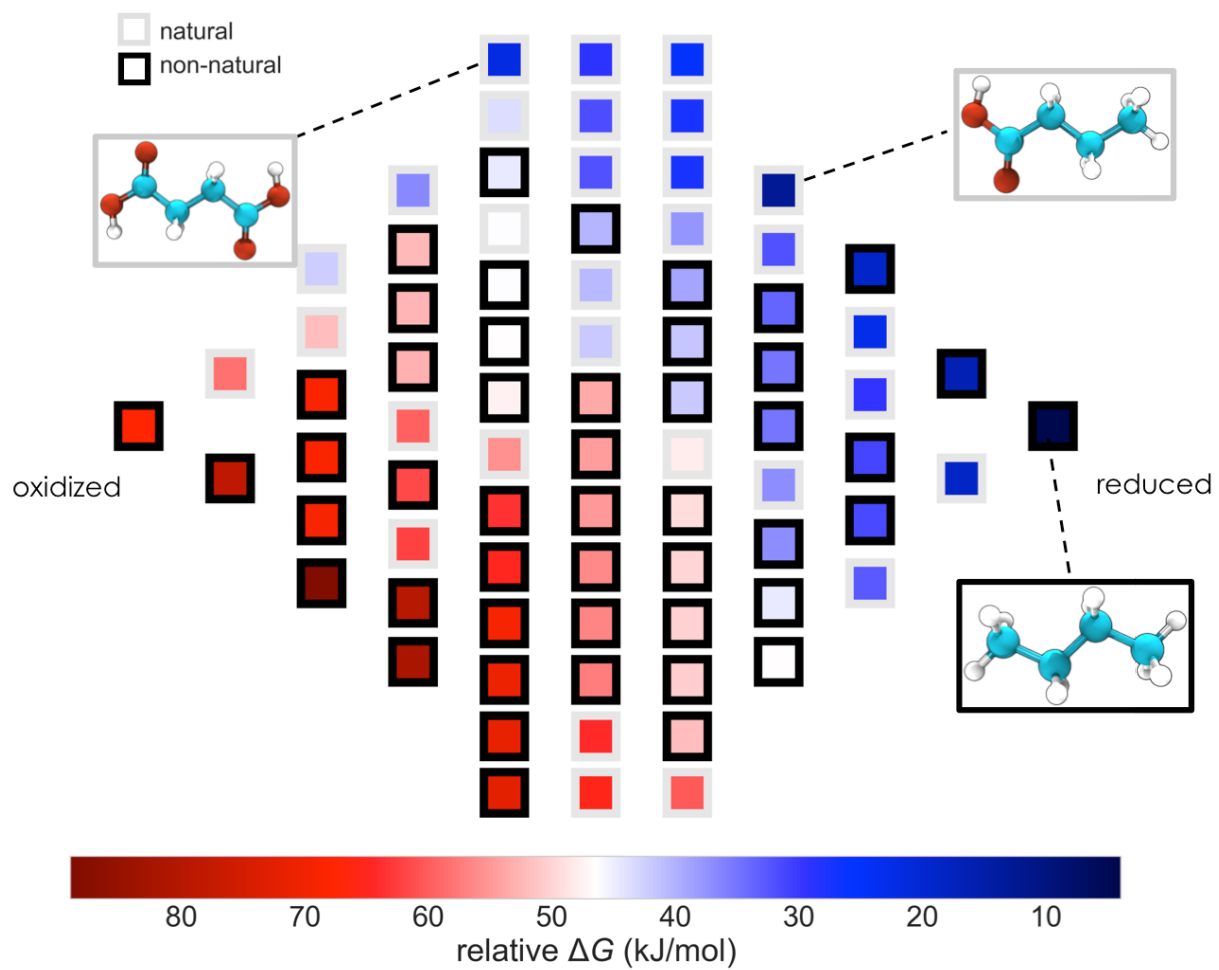 natural
non-natural
oxidized
reduced
80 70 60 50 40 30 20 10
relative ΔG (kJ/mol)